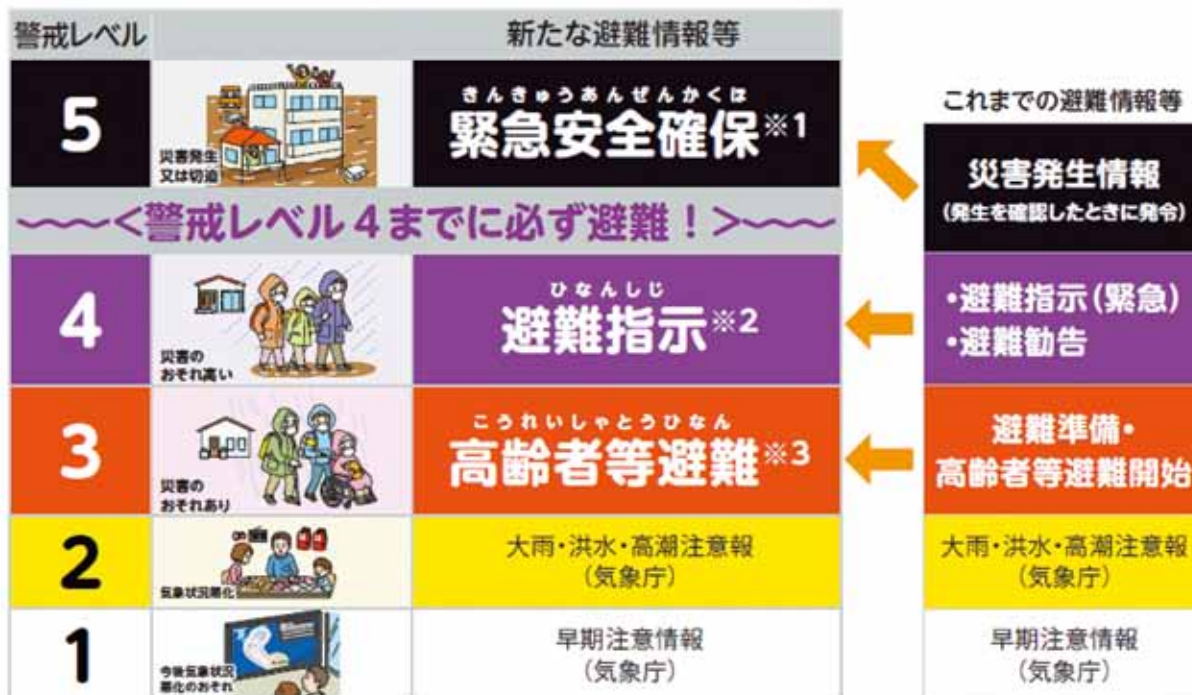 警戒レベル
新たな避難情報等
5
災害発生
又は切迫
きんきゅうあんぜんかくほ
緊急安全確保※1
〜〜〜<警戒レベル4までに必ず避難！>〜〜〜
4
災害の
おそれ高い
ひなんしじ
避難指示※2
3
災害の
おそれあり
こうれいしゃとうひなん
高齢者等避難※3
2
気象状況悪化
大雨・洪水・高潮注意報
（気象庁）
1
今後気象状況
悪化のおそれ
早期注意情報
（気象庁）
これまでの避難情報等
災害発生情報
（発生を確認したときに発令）
・避難指示（緊急）
・避難勧告
避難準備・
高齢者等避難開始
大雨・洪水・高潮注意報
（気象庁）
早期注意情報
（気象庁）